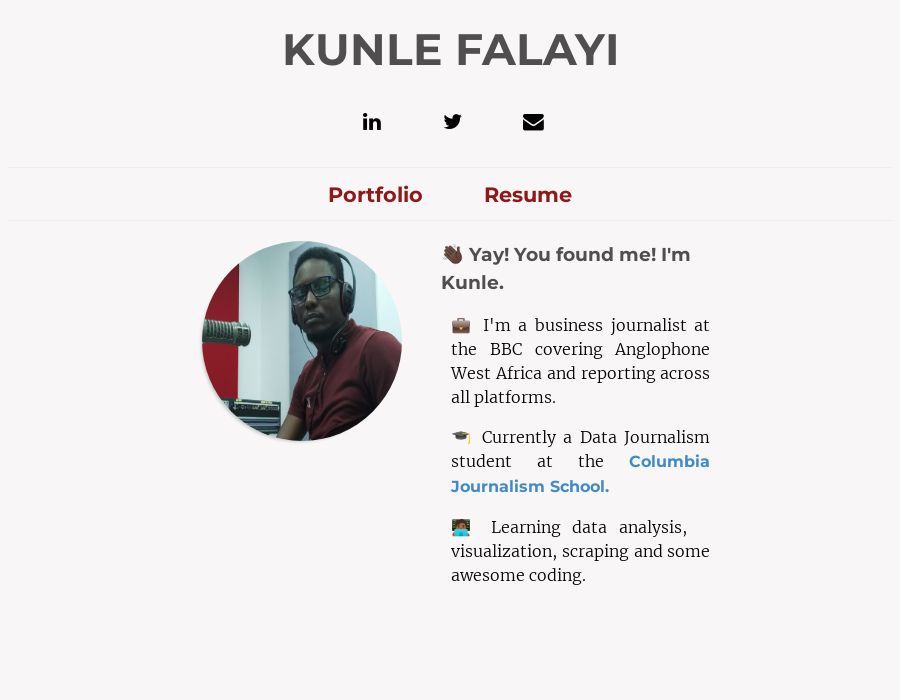 KUNLE FALAYI
Portfolio Resume
👋🏿 Yay! You found me! I'm
Kunle.
💼 I'm a business journalist at
the BBC covering Anglophone
West Africa and reporting across
all platforms.
🎓 Currently a Data Journalism
student at the Columbia
Journalism School.
👨🏾‍💻 Learning data analysis,
visualization, scraping and some
awesome coding.